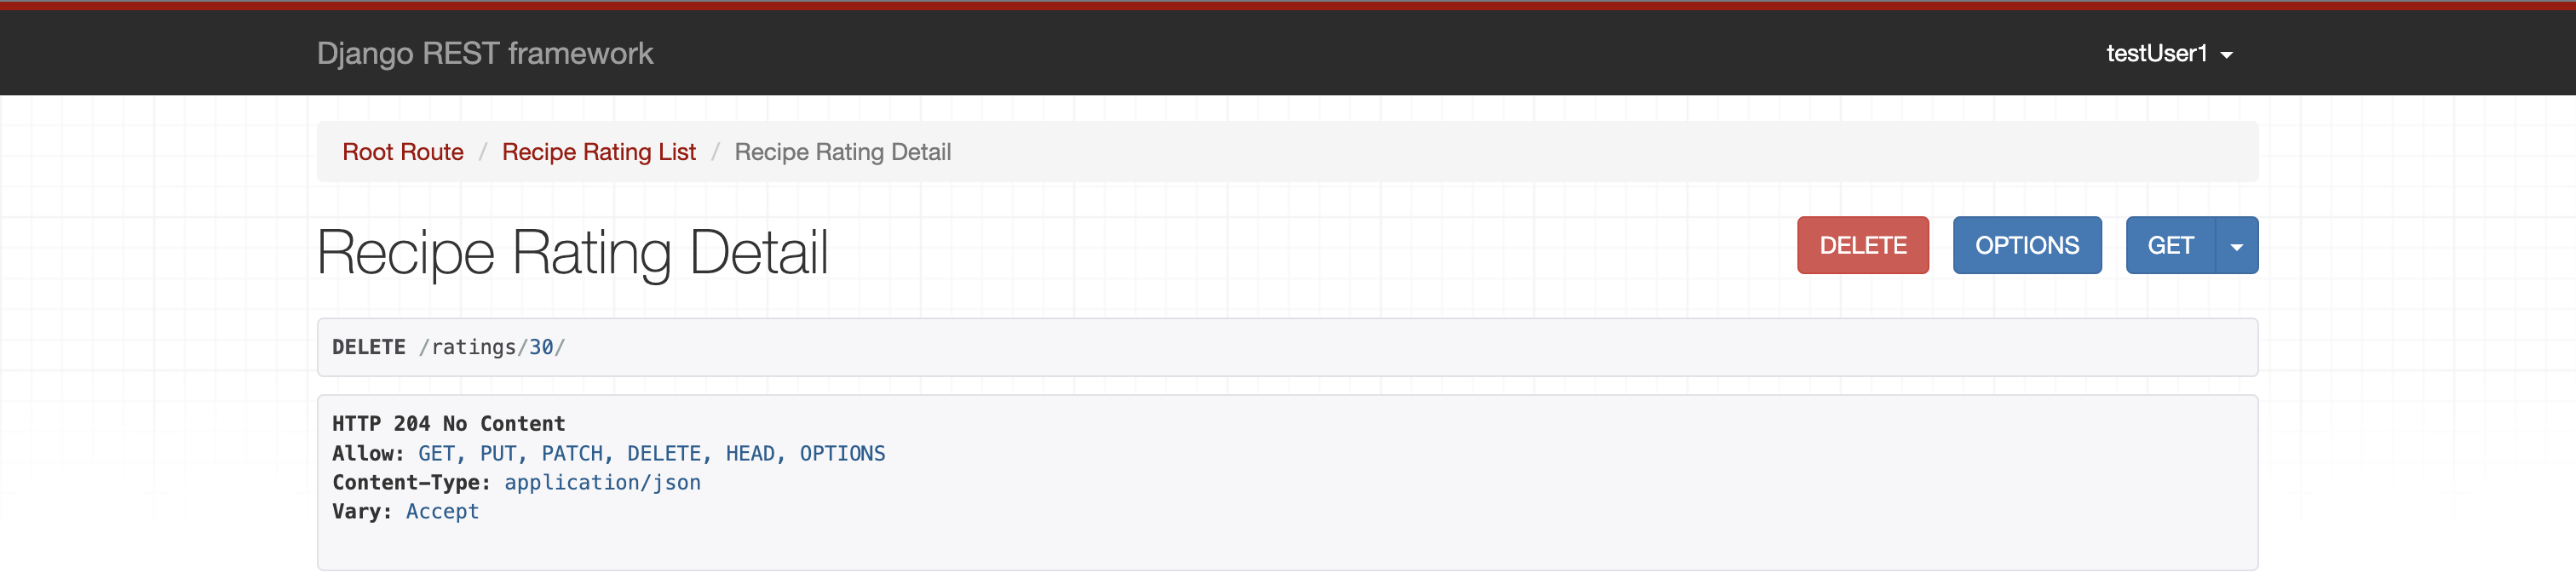 Django REST framework
testUser1
Root Route / Recipe Rating List / Recipe Rating Detail
Recipe Rating Detail
DELETE
OPTIONS
GET
DELETE /ratings/30/
HTTP 204 No Content
Allow: GET, PUT, PATCH, DELETE, HEAD, OPTIONS
Content-Type: application/json
Vary: Accept